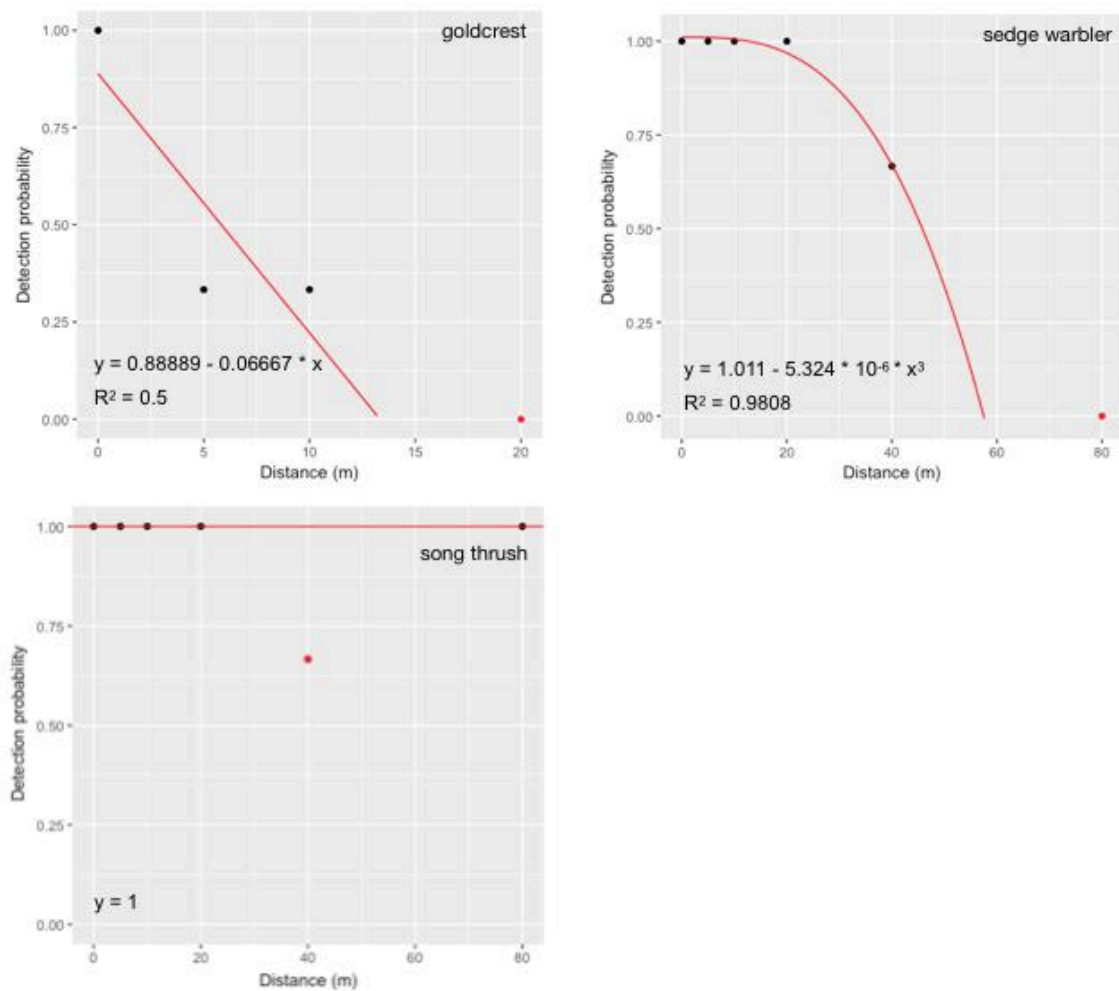 goldcrest
1.00
0.75
0.50
0.25
0.00
Detection probability
y = 0.88889 - 0.06667 * x
R² = 0.5
0 5 10 15 20
Distance (m)
sedge warbler
1.00
0.75
0.50
0.25
0.00
Detection probability
y = 1.011 - 5.324 * 10⁻⁶ * x³
R² = 0.9808
0 20 40 60 80
Distance (m)
song thrush
1.00
0.75
0.50
0.25
0.00
Detection probability
y = 1
0 20 40 60 80
Distance (m)